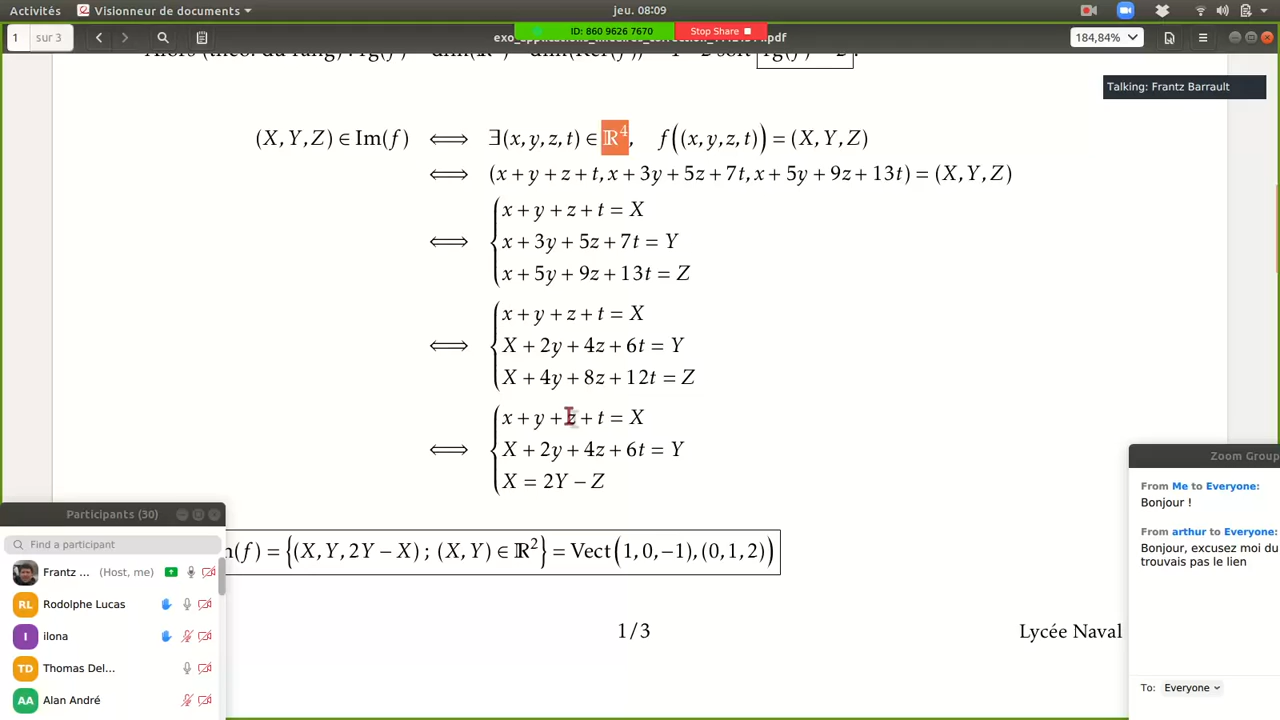 Activités
Visionneur de documents
jeu. 08:09
1 sur 3
ID: 860 9626 7670
Stop Share
184,84%
Talking: Frantz Barrault
(X, Y, Z) ∈ Im(f) ⟺ ∃(x, y, z, t) ∈ ℝ⁴, f((x, y, z, t)) = (X, Y, Z)
⟺ (x + y + z + t, x + 3y + 5z + 7t, x + 5y + 9z + 13t) = (X, Y, Z)
x + y + z + t = X
⟺ x + 3y + 5z + 7t = Y
x + 5y + 9z + 13t = Z
x + y + z + t = X
⟺ X + 2y + 4z + 6t = Y
X + 4y + 8z + 12t = Z
x + y + z + t = X
⟺ X + 2y + 4z + 6t = Y
X = 2Y − Z
(f) = {(X, Y, 2Y − X) ; (X, Y) ∈ ℝ²} = Vect(1, 0, −1), (0, 1, 2))
1/3
Lycée Naval
Participants (30)
Find a participant
Frantz ... (Host, me)
RL Rodolphe Lucas
I ilona
TD Thomas Del...
AA Alan André
Zoom Group
From Me to Everyone:
Bonjour !
From arthur to Everyone:
Bonjour, excusez moi du
trouvais pas le lien
To: Everyone